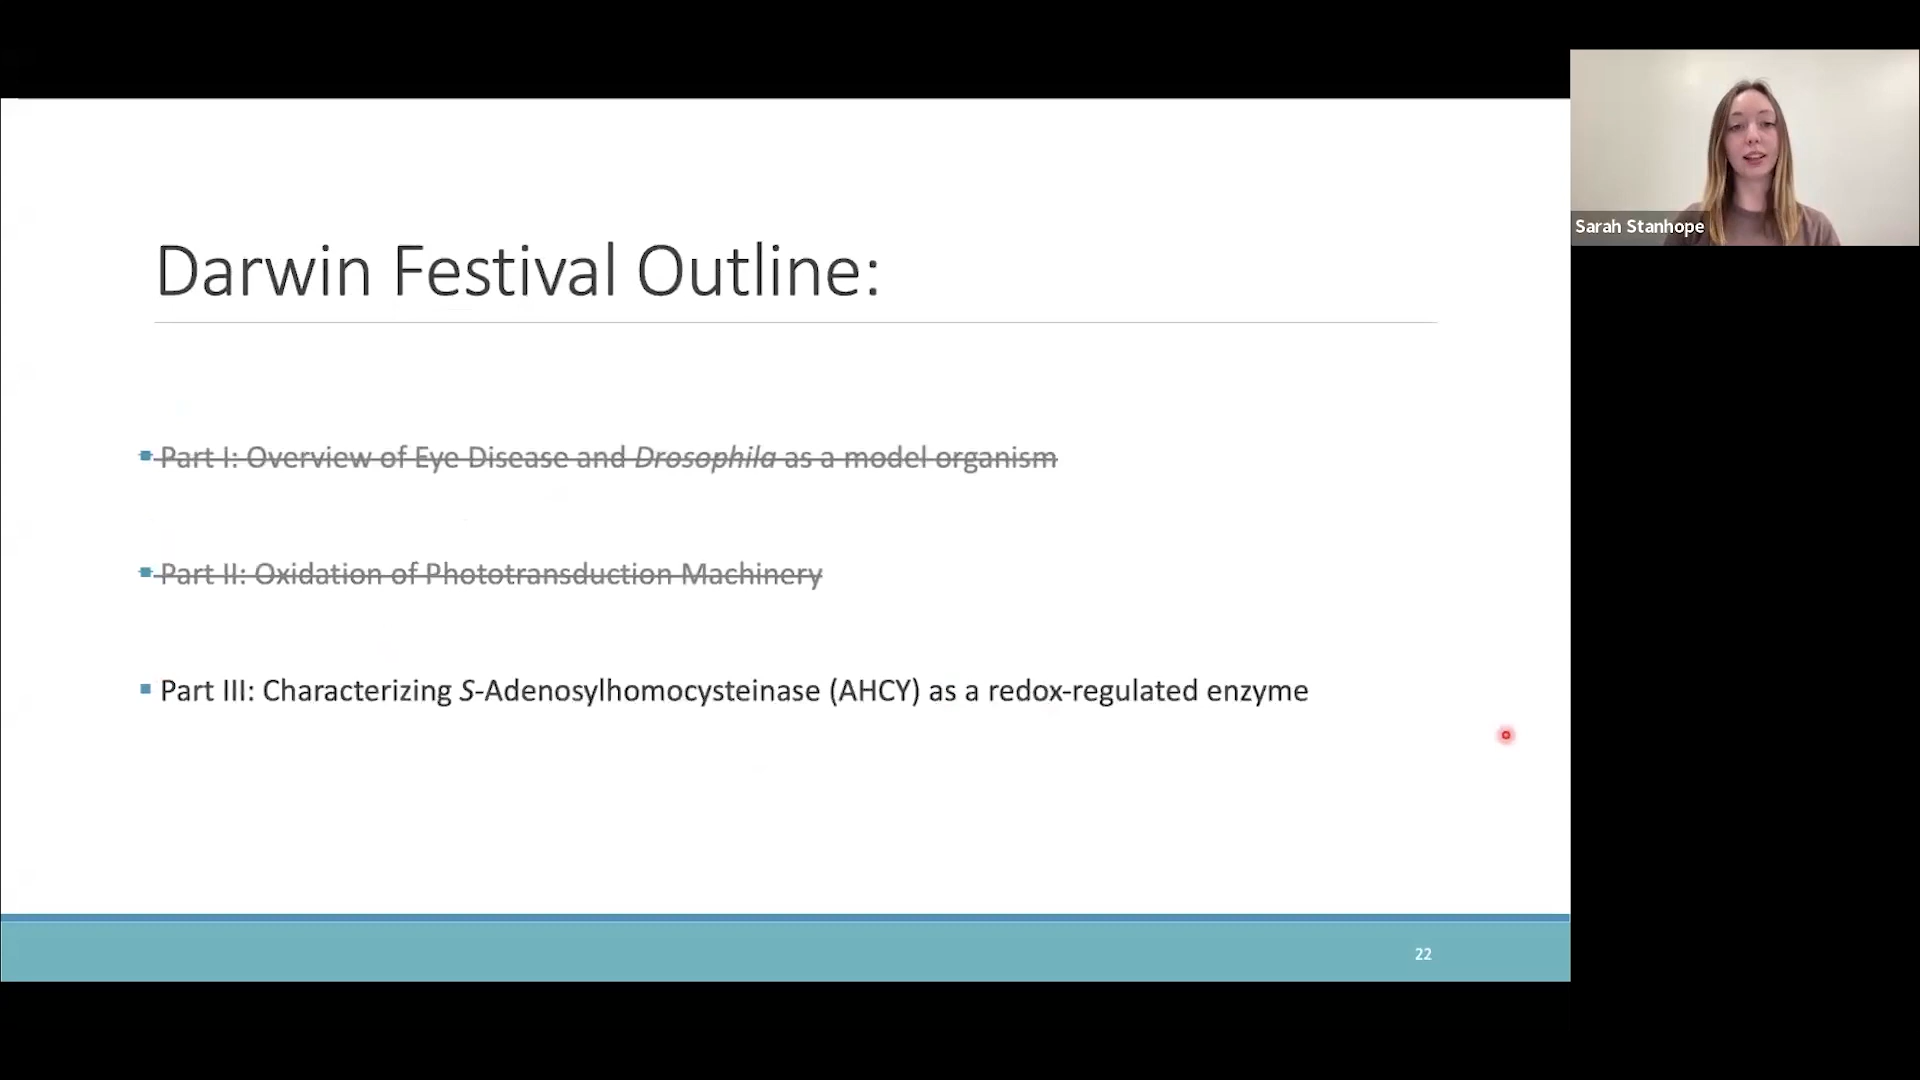 Darwin Festival Outline:
Part I: Overview of Eye Disease and Drosophila as a model organism
Part II: Oxidation of Phototransduction Machinery
Part III: Characterizing S-Adenosylhomocysteinase (AHCY) as a redox-regulated enzyme
22
Sarah Stanhope